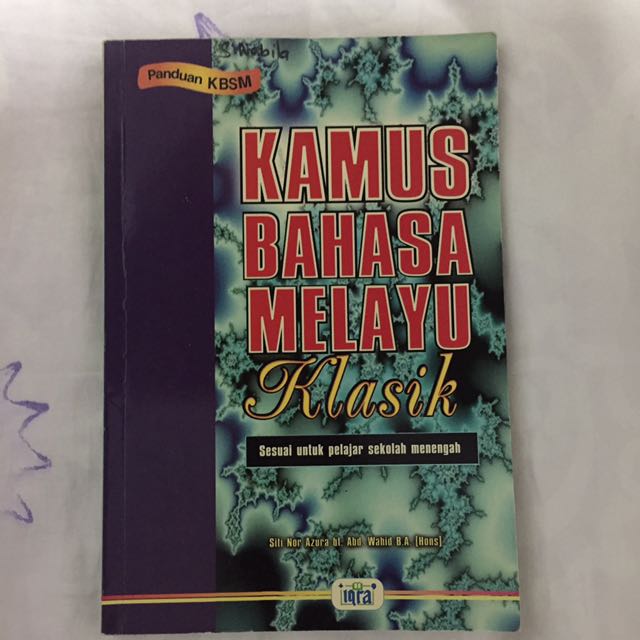 Panduan KBSM
KAMUS
BAHASA
MELAYU
Klasik
Sesuai untuk pelajar sekolah menengah
Siti Nor Azura bt. Abd. Wahid B.A. [Hons]
iqra